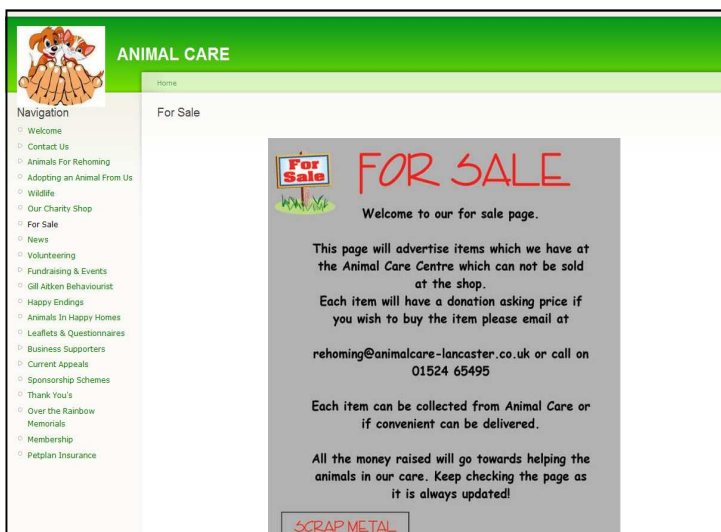 ANIMAL CARE
Home
Navigation
Welcome
Contact Us
Animals For Rehoming
Adopting an Animal From Us
Wildlife
Our Charity Shop
For Sale
News
Volunteering
Fundraising & Events
Gill Aitken Behaviourist
Happy Endings
Animals In Happy Homes
Leaflets & Questionnaires
Business Supporters
Current Appeals
Sponsorship Schemes
Thank You's
Over the Rainbow
Memorials
Membership
Petplan Insurance
For Sale
For
Sale
FOR SALE
Welcome to our for sale page.
This page will advertise items which we have at
the Animal Care Centre which can not be sold
at the shop.
Each item will have a donation asking price if
you wish to buy the item please email at
rehoming@animalcare-lancaster.co.uk or call on
01524 65495
Each item can be collected from Animal Care or
if convenient can be delivered.
All the money raised will go towards helping the
animals in our care. Keep checking the page as
it is always updated!
SCRAP METAL